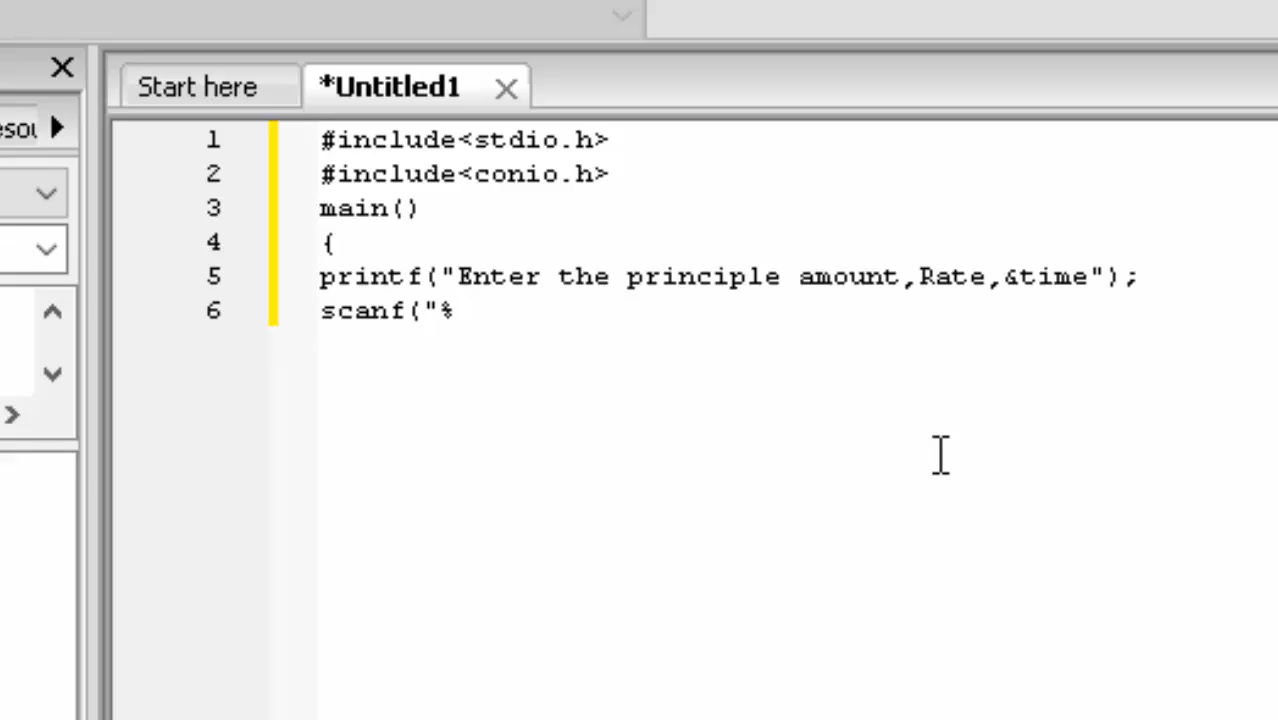 Start here
*Untitled1
1 #include<stdio.h>
2 #include<conio.h>
3 main()
4 {
5 printf("Enter the principle amount,Rate,&time");
6 scanf("%